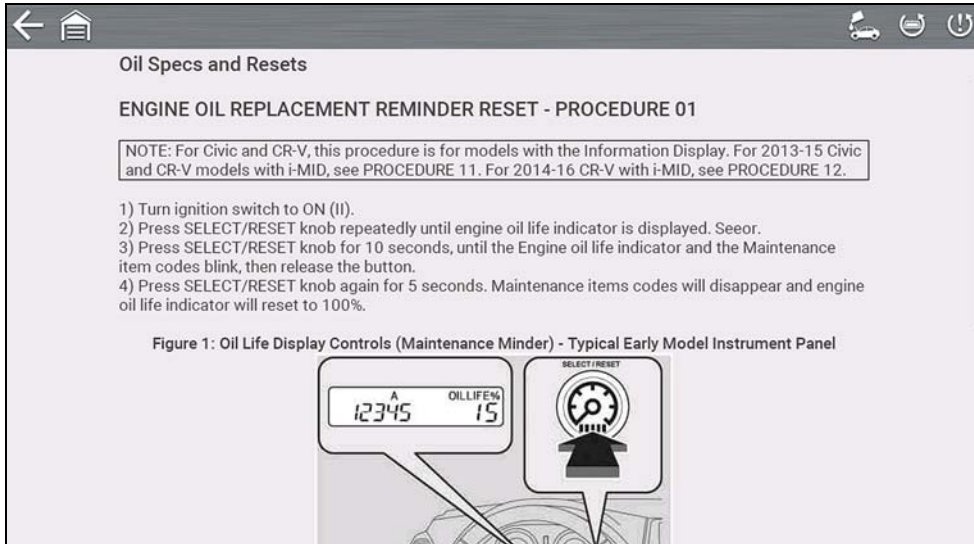 Oil Specs and Resets
ENGINE OIL REPLACEMENT REMINDER RESET - PROCEDURE 01
NOTE: For Civic and CR-V, this procedure is for models with the Information Display. For 2013-15 Civic
and CR-V models with i-MID, see PROCEDURE 11. For 2014-16 CR-V with i-MID, see PROCEDURE 12.
1) Turn ignition switch to ON (II).
2) Press SELECT/RESET knob repeatedly until engine oil life indicator is displayed. Seeor.
3) Press SELECT/RESET knob for 10 seconds, until the Engine oil life indicator and the Maintenance
item codes blink, then release the button.
4) Press SELECT/RESET knob again for 5 seconds. Maintenance items codes will disappear and engine
oil life indicator will reset to 100%.
Figure 1: Oil Life Display Controls (Maintenance Minder) - Typical Early Model Instrument Panel
SELECT/RESET
A OILLIFE%
12345 15